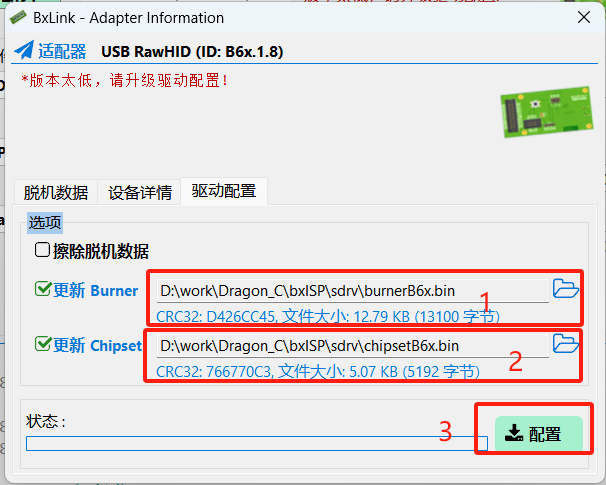 BxLink - Adapter Information
适配器 USB RawHID (ID: B6x.1.8)
*版本太低，请升级驱动配置！
脱机数据 设备详情 驱动配置
选项
擦除脱机数据
更新 Burner D:\work\Dragon_C\bxISP\sdrv\burnerB6x.bin
1
CRC32: D426CC45, 文件大小: 12.79 KB (13100 字节)
更新 Chipset D:\work\Dragon_C\bxISP\sdrv\chipsetB6x.bin
2
CRC32: 766770C3, 文件大小: 5.07 KB (5192 字节)
状态 :
3
配置